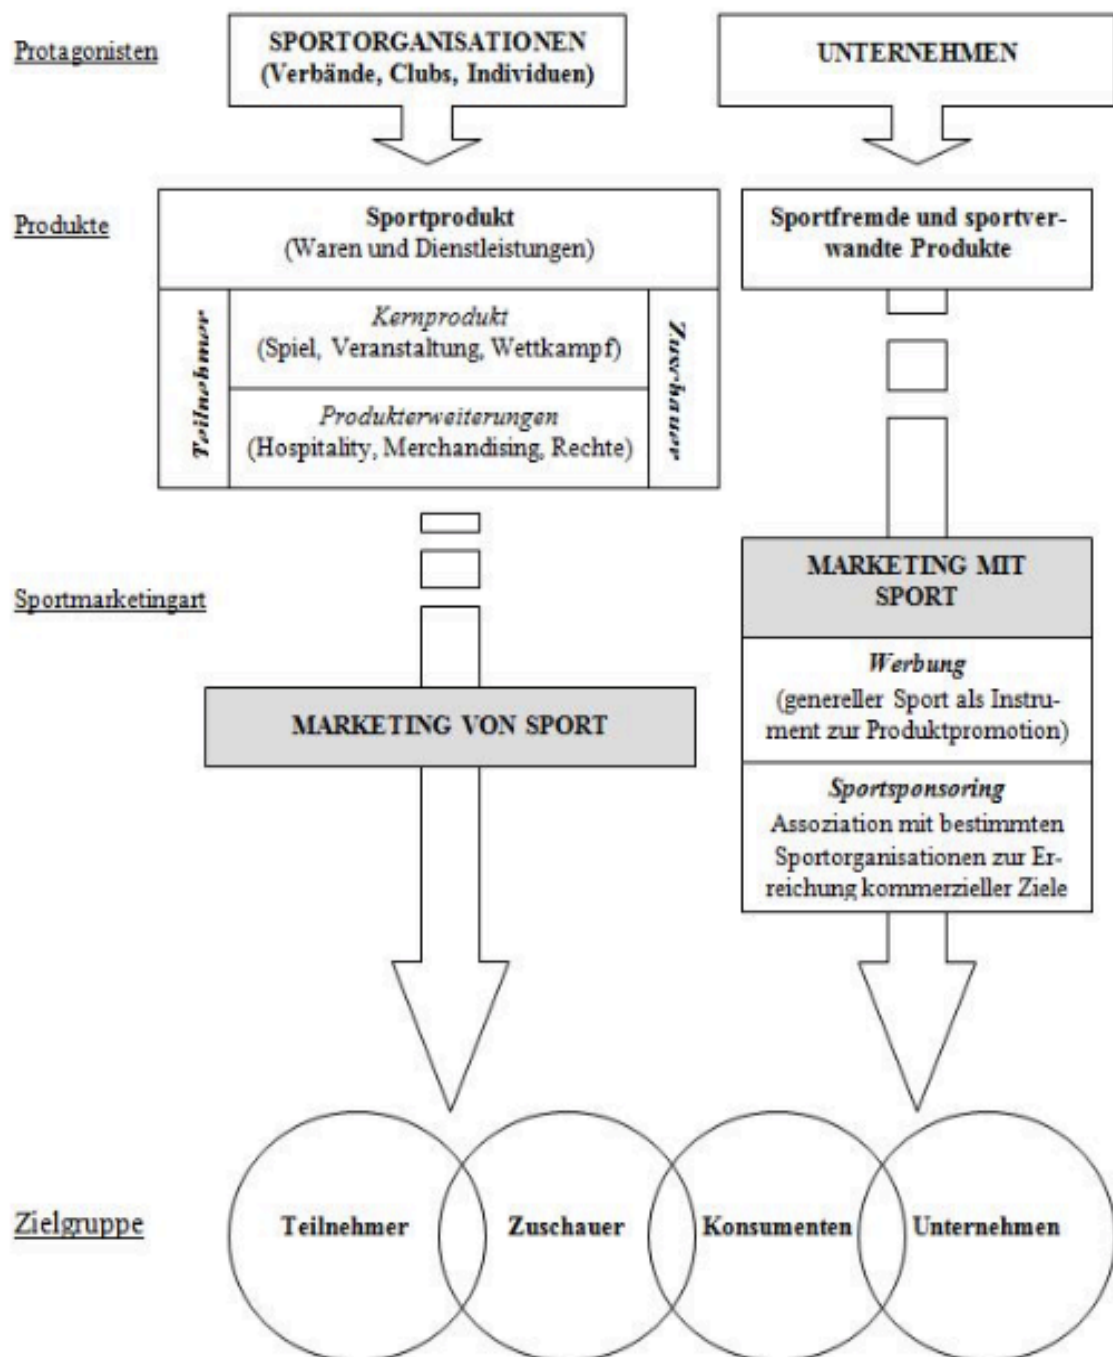 Protagonisten
SPORTORGANISATIONEN
(Verbände, Clubs, Individuen)
UNTERNEHMEN
Produkte
Sportprodukt
(Waren und Dienstleistungen)
Sportfremde und sportver-
wandte Produkte
Teilnehmer
Kernprodukt
(Spiel, Veranstaltung, Wettkampf)
Produkterweiterungen
(Hospitality, Merchandising, Rechte)
Zuschauer
Sportmarketingart
MARKETING VON SPORT
MARKETING MIT
SPORT
Werbung
(genereller Sport als Instru-
ment zur Produktpromotion)
Sportsponsoring
Assoziation mit bestimmten
Sportorganisationen zur Er-
reichung kommerzieller Ziele
Zielgruppe
Teilnehmer
Zuschauer
Konsumenten
Unternehmen